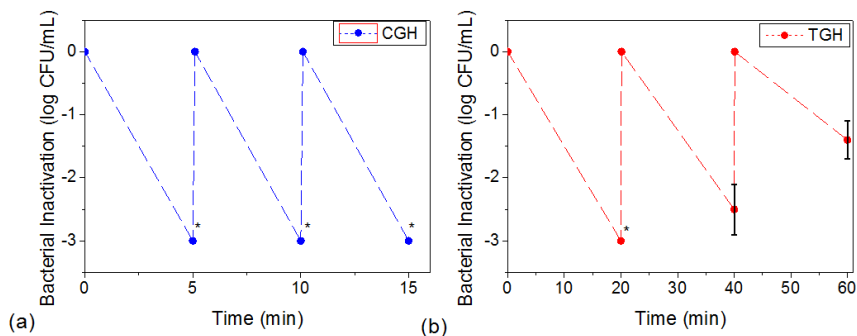 CGH
Bacterial Inactivation (log CFU/mL)
0
-1
-2
-3
*
*
*
0
5
10
15
Time (min)
(a)
TGH
Bacterial Inactivation (log CFU/mL)
0
-1
-2
-3
*
0
10
20
30
40
50
60
Time (min)
(b)